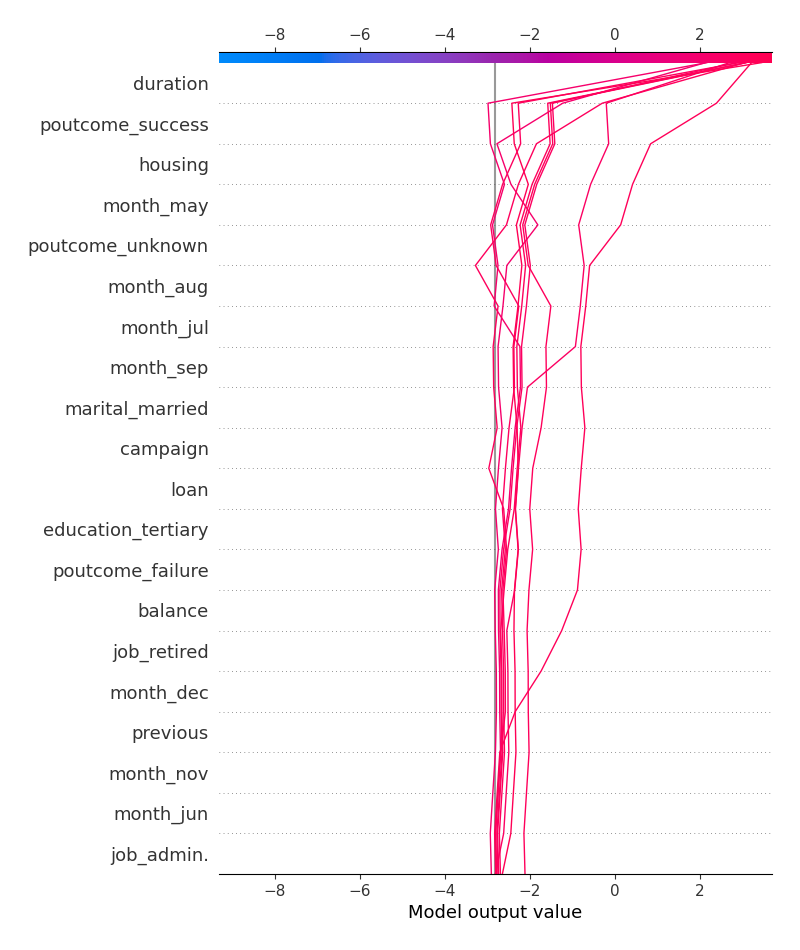 −8 −6 −4 −2 0 2
duration
poutcome_success
housing
month_may
poutcome_unknown
month_aug
month_jul
month_sep
marital_married
campaign
loan
education_tertiary
poutcome_failure
balance
job_retired
month_dec
previous
month_nov
month_jun
job_admin.
−8 −6 −4 −2 0 2
Model output value